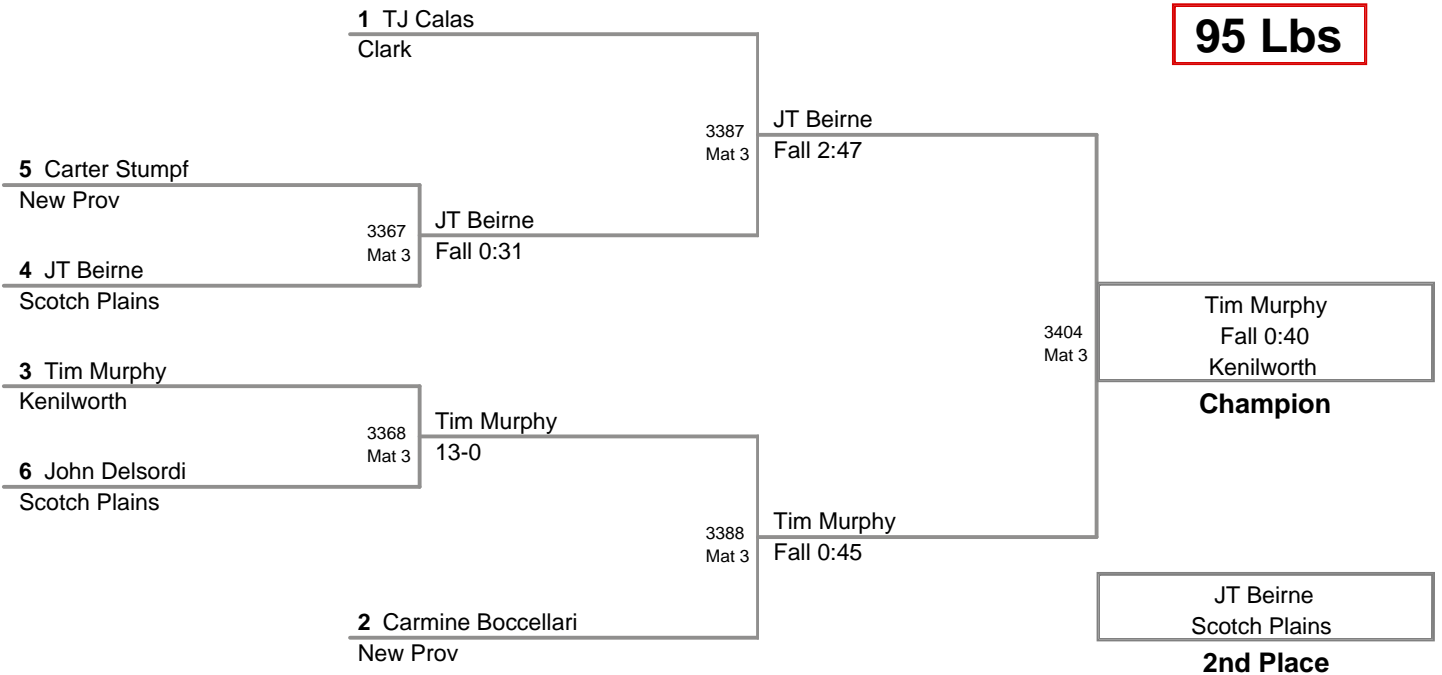 1 TJ Calas
Clark
95 Lbs
3387
Mat 3
JT Beirne
Fall 2:47
5 Carter Stumpf
New Prov
3367
Mat 3
JT Beirne
Fall 0:31
4 JT Beirne
Scotch Plains
3404
Mat 3
Tim Murphy
Fall 0:40
Kenilworth
Champion
3 Tim Murphy
Kenilworth
3368
Mat 3
Tim Murphy
13-0
6 John Delsordi
Scotch Plains
3388
Mat 3
Tim Murphy
Fall 0:45
2 Carmine Boccellari
New Prov
JT Beirne
Scotch Plains
2nd Place